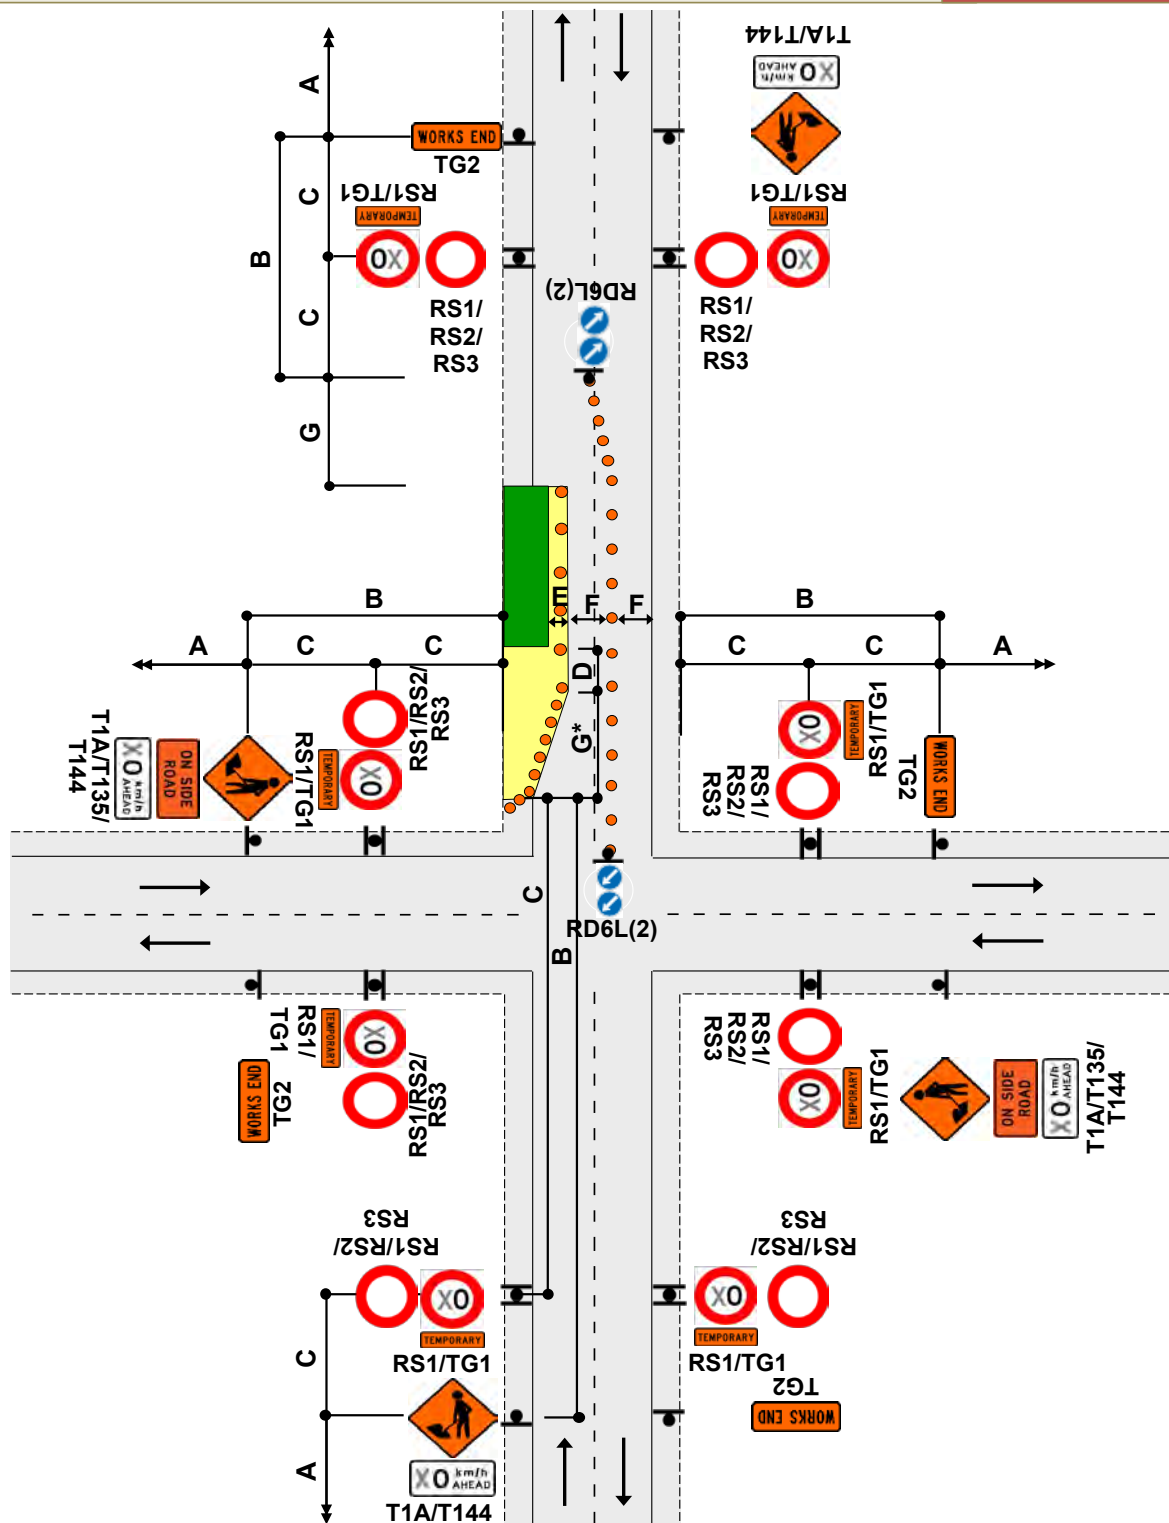 T1A/T144
X0 km/h
AHEAD
A
WORKS END
TG2
C
RS1/TG1
TEMPORARY
X0
RS1/TG1
TEMPORARY
X0
B
RD6L(2)
RS1/
RS2/
RS3
RS1/
RS2/
RS3
C
G
E
F
F
B
B
A
C
C
D
C
C
A
G*
RS1/RS2/
RS3
X0
TEMPORARY
RS1/TG1
T1A/T135/
T144
X0 km/h
AHEAD
ON SIDE
ROAD
X0
TEMPORARY
RS1/TG1
RS1/
RS2/
RS3
TG2
WORKS END
C
B
RD6L(2)
RS1/
TG1
TEMPORARY
X0
RS1/RS2/
RS3
TG2
WORKS END
RS1/
RS2/
RS3
X0
TEMPORARY
RS1/TG1
ON SIDE
ROAD
X0 km/h
AHEAD
T1A/T135/
T144
RS1/RS2/
RS3
X0
TEMPORARY
RS1/TG1
RS1/RS2/
RS3
X0
TEMPORARY
RS1/TG1
C
TG2
WORKS END
A
X0 km/h
AHEAD
T1A/T144